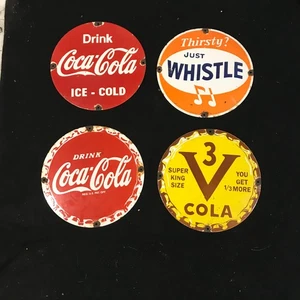 Drink
Coca-Cola
ICE - COLD
Thirsty?
JUST
WHISTLE
DRINK
Coca-Cola
3
V
SUPER
KING
SIZE
YOU
GET
1/3 MORE
COLA